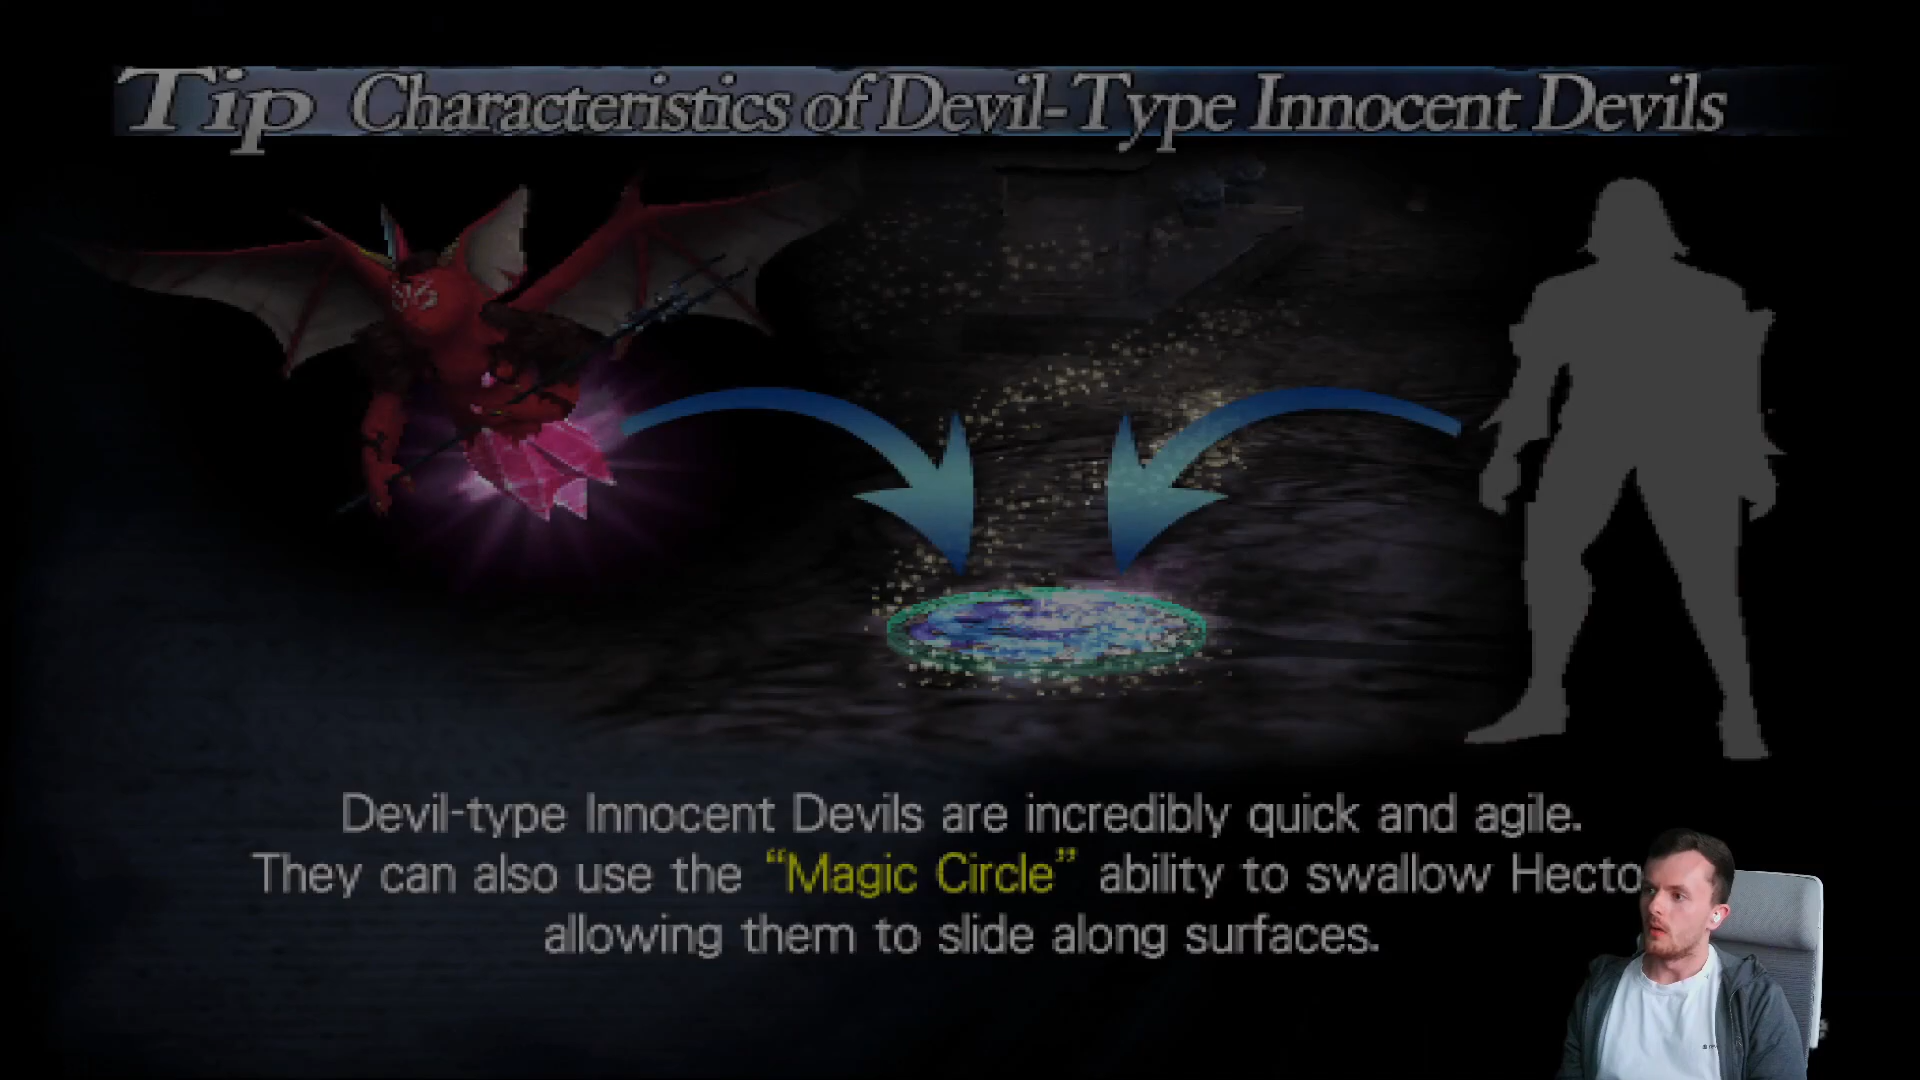 Tip Characteristics of Devil-Type Innocent Devils
Devil-type Innocent Devils are incredibly quick and agile.
They can also use the “Magic Circle” ability to swallow Hecto
allowing them to slide along surfaces.